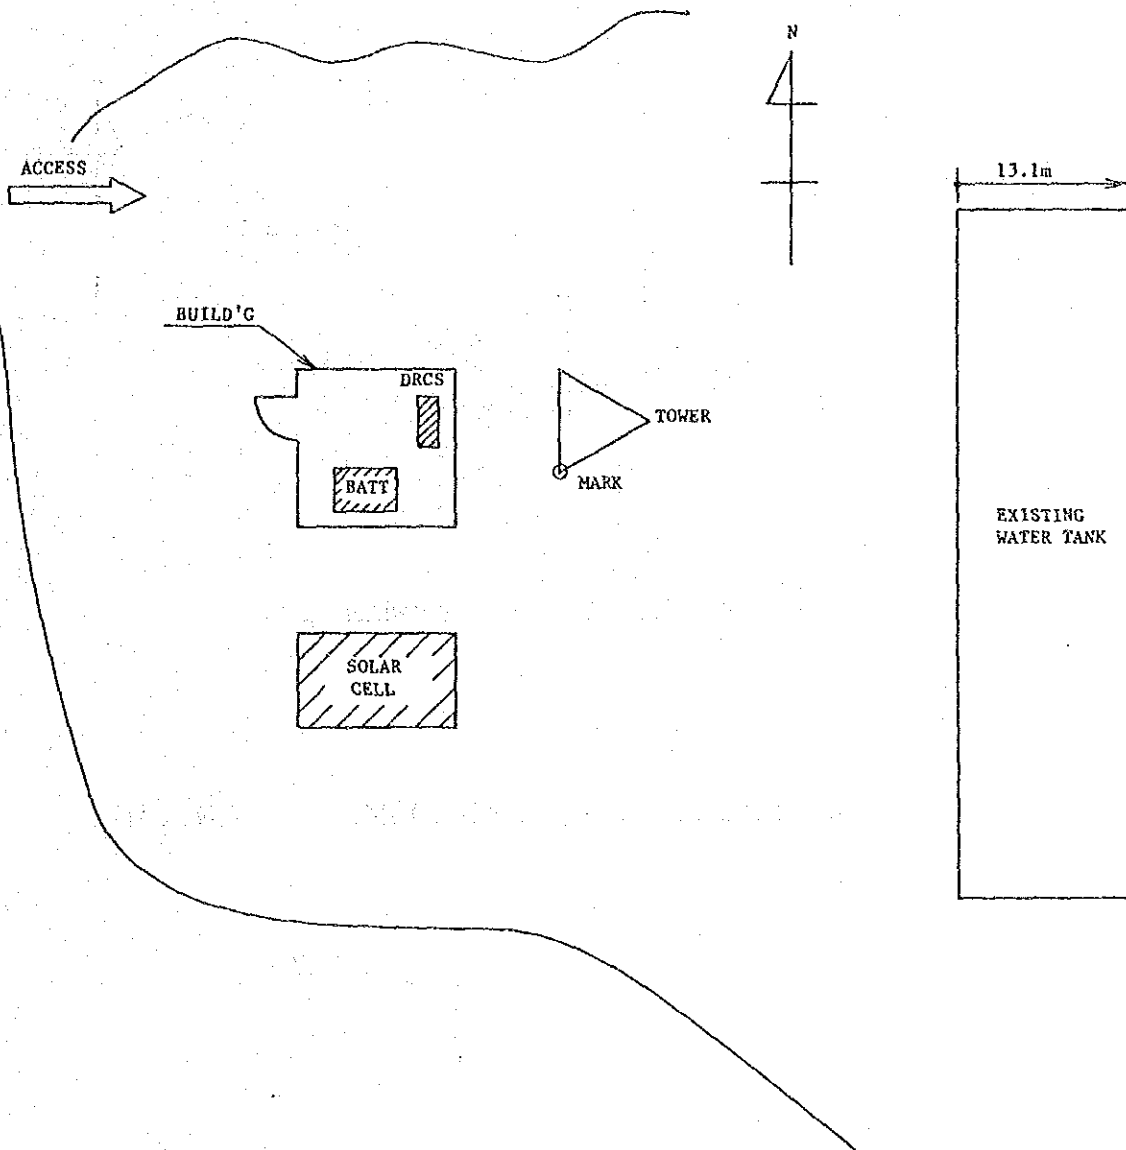 N
ACCESS
13.1m
BUILD'G
DRCS
TOWER
BATT
MARK
EXISTING
WATER TANK
SOLAR
CELL